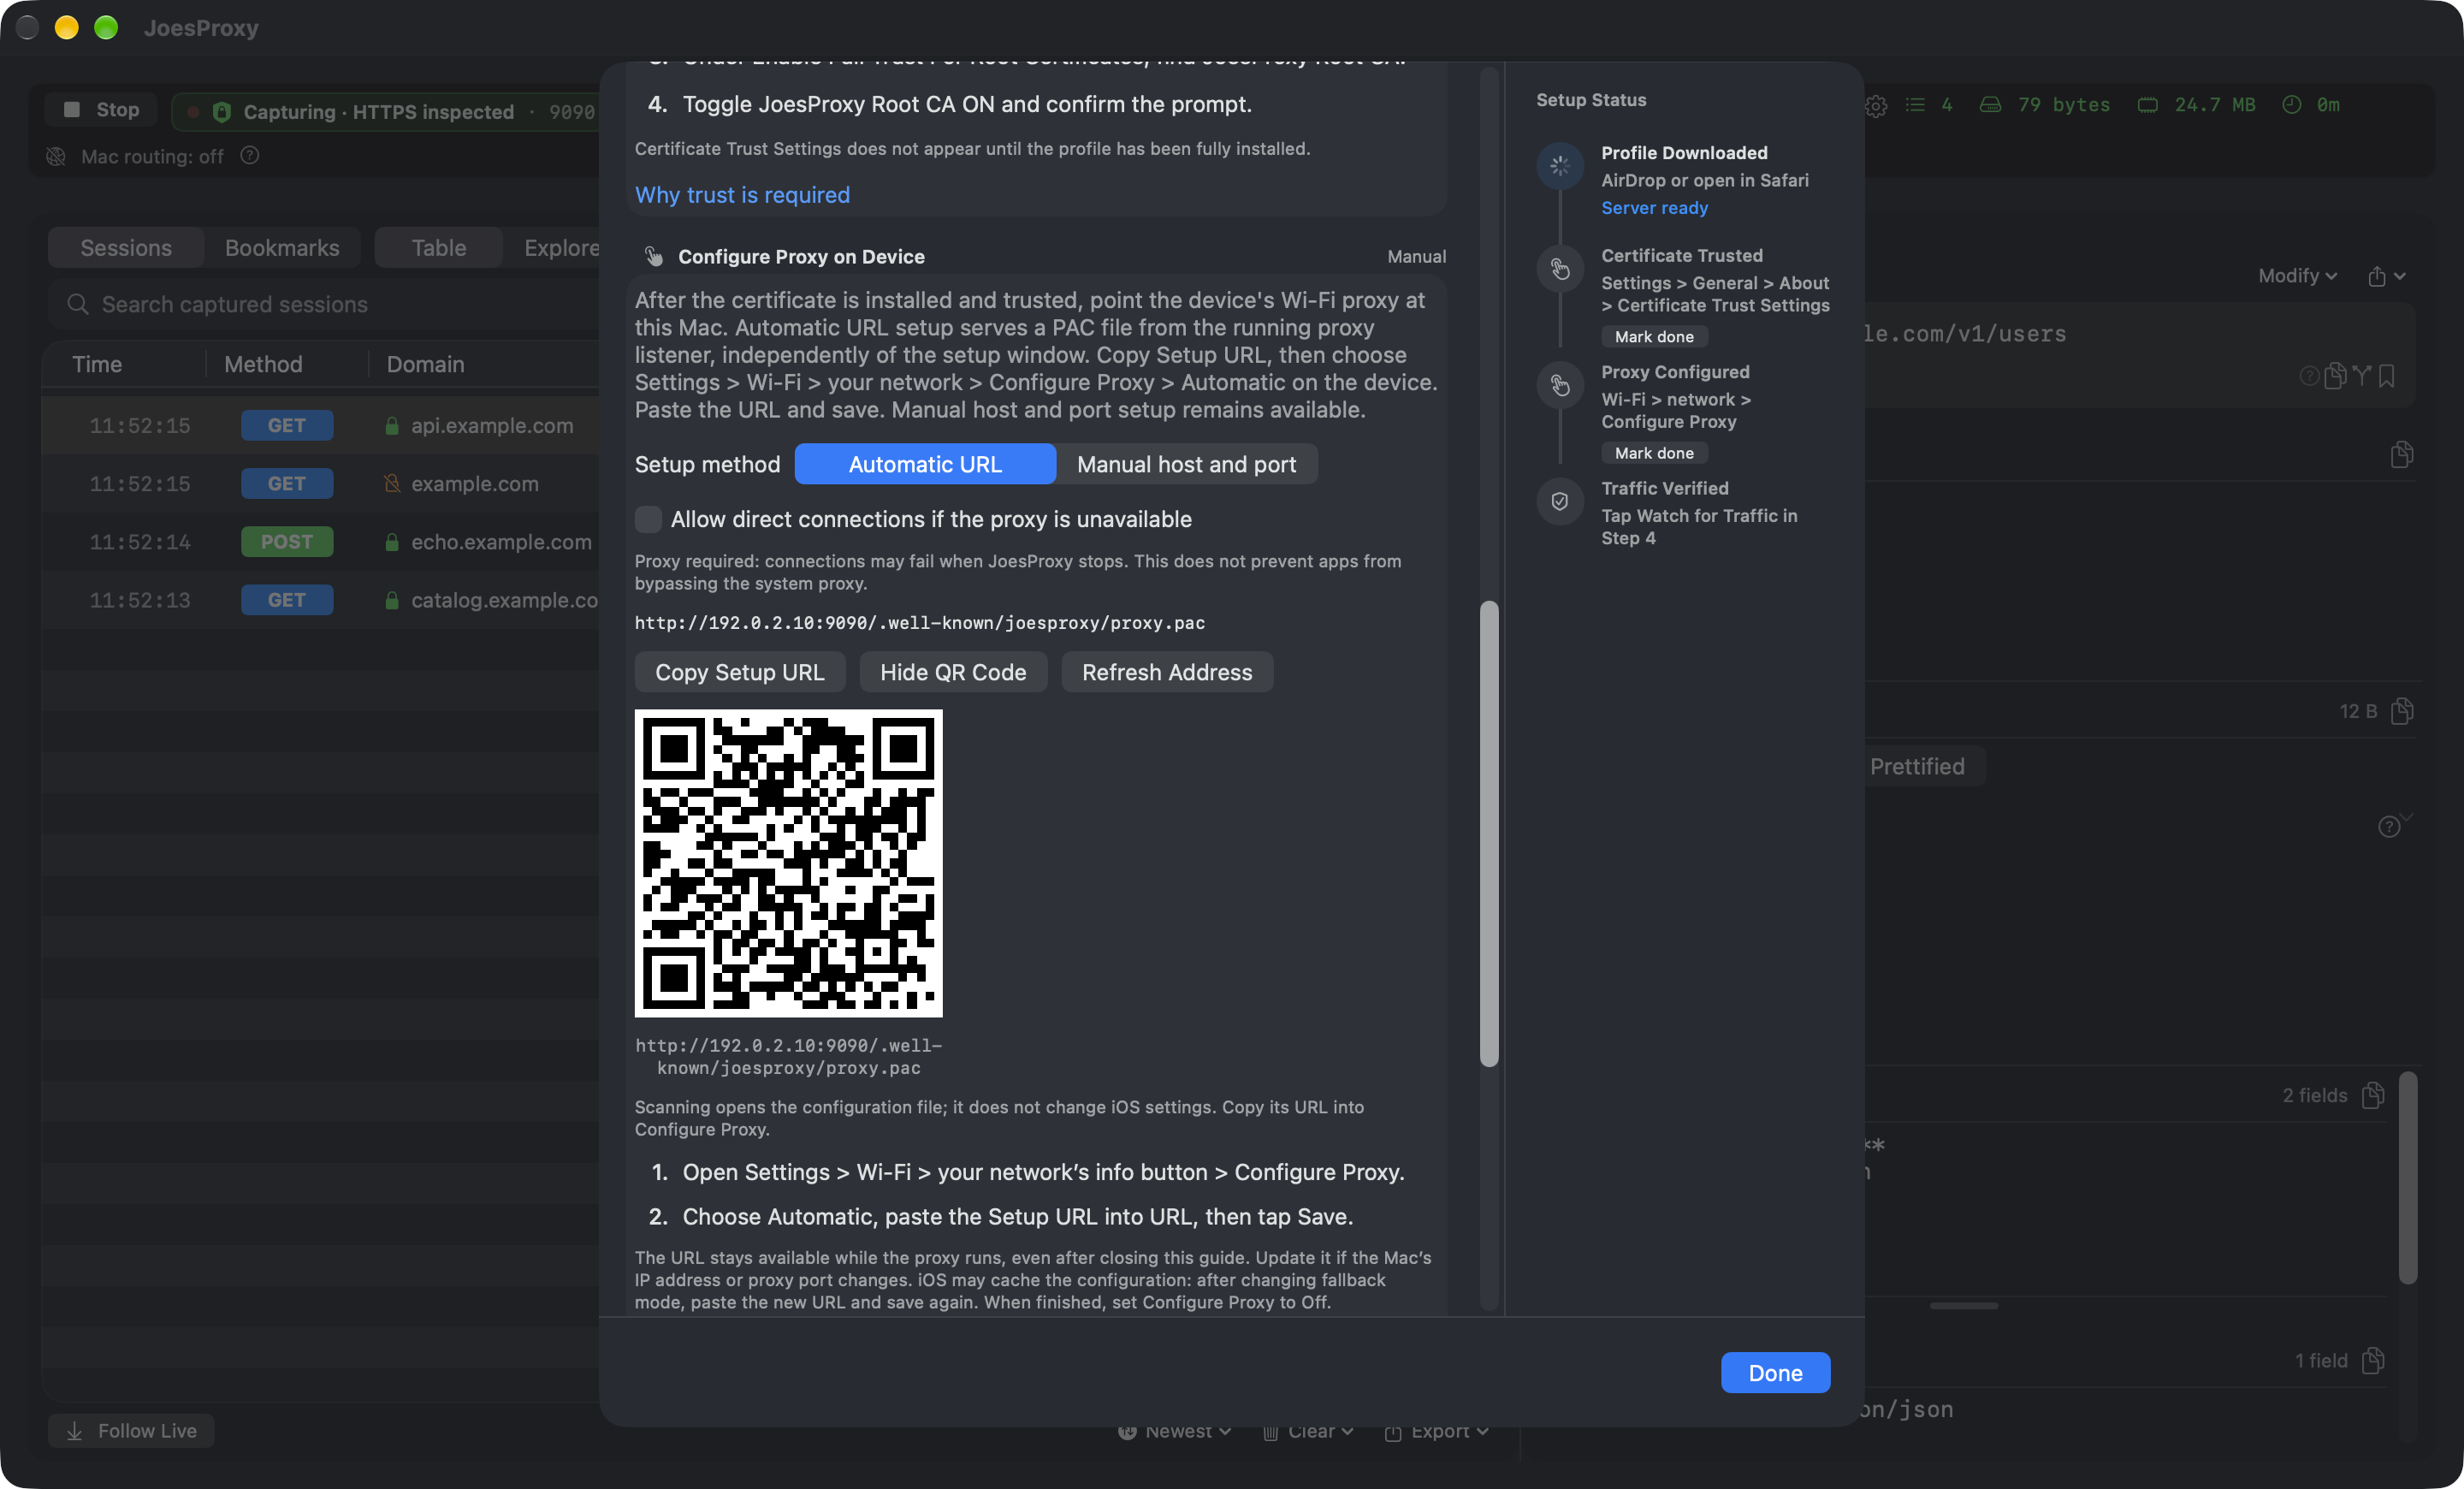 JoesProxy
Stop
Capturing · HTTPS inspected · 9090
Mac routing: off
4 79 bytes 24.7 MB 0m
Sessions Bookmarks Table Explore
Search captured sessions
Time Method Domain
11:52:15 GET api.example.com
11:52:15 GET example.com
11:52:14 POST echo.example.com
11:52:13 GET catalog.example.co
Follow Live
3. Under Enable Full Trust For Root Certificates, find JoesProxy Root CA.
4. Toggle JoesProxy Root CA ON and confirm the prompt.
Certificate Trust Settings does not appear until the profile has been fully installed.
Why trust is required
Configure Proxy on Device Manual
After the certificate is installed and trusted, point the device's Wi-Fi proxy at
this Mac. Automatic URL setup serves a PAC file from the running proxy
listener, independently of the setup window. Copy Setup URL, then choose
Settings > Wi-Fi > your network > Configure Proxy > Automatic on the device.
Paste the URL and save. Manual host and port setup remains available.
Setup method Automatic URL Manual host and port
Allow direct connections if the proxy is unavailable
Proxy required: connections may fail when JoesProxy stops. This does not prevent apps from
bypassing the system proxy.
http://192.0.2.10:9090/.well-known/joesproxy/proxy.pac
Copy Setup URL Hide QR Code Refresh Address
http://192.0.2.10:9090/.well-
known/joesproxy/proxy.pac
Scanning opens the configuration file; it does not change iOS settings. Copy its URL into
Configure Proxy.
1. Open Settings > Wi-Fi > your network’s info button > Configure Proxy.
2. Choose Automatic, paste the Setup URL into URL, then tap Save.
The URL stays available while the proxy runs, even after closing this guide. Update it if the Mac’s
IP address or proxy port changes. iOS may cache the configuration: after changing fallback
mode, paste the new URL and save again. When finished, set Configure Proxy to Off.
Setup Status
Profile Downloaded
AirDrop or open in Safari
Server ready
Certificate Trusted
Settings > General > About
> Certificate Trust Settings
Mark done
Proxy Configured
Wi-Fi > network >
Configure Proxy
Mark done
Traffic Verified
Tap Watch for Traffic in
Step 4
Done
Newest Clear Export
Modify
le.com/v1/users
12 B
Prettified
2 fields
**
1 field
on/json